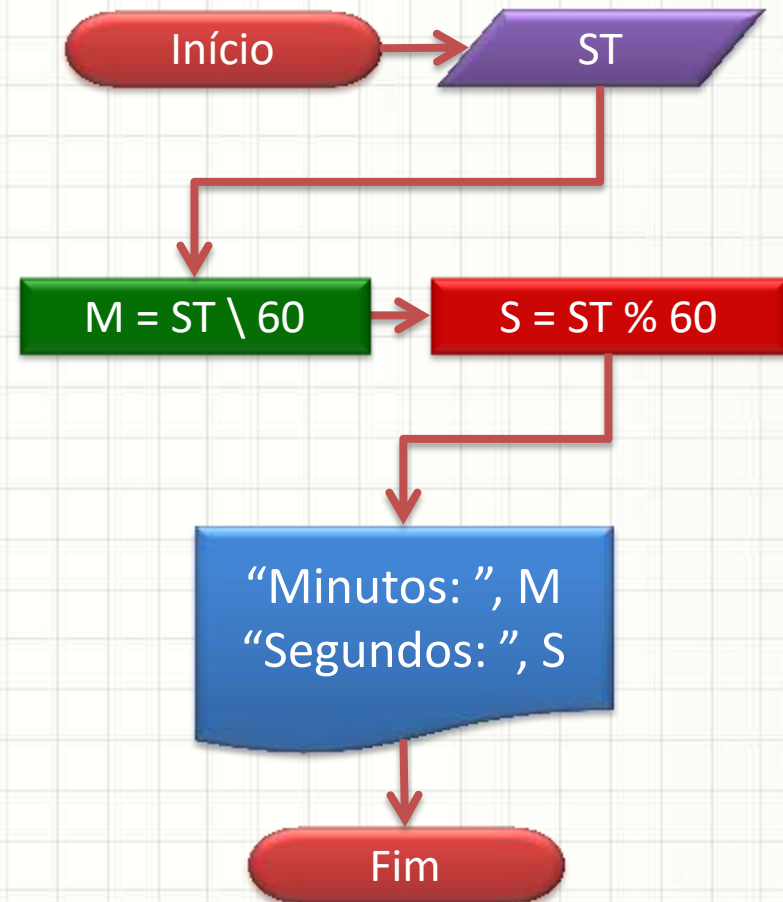 Início
ST
M = ST \ 60
S = ST % 60
“Minutos: ”, M
“Segundos: ”, S
Fim